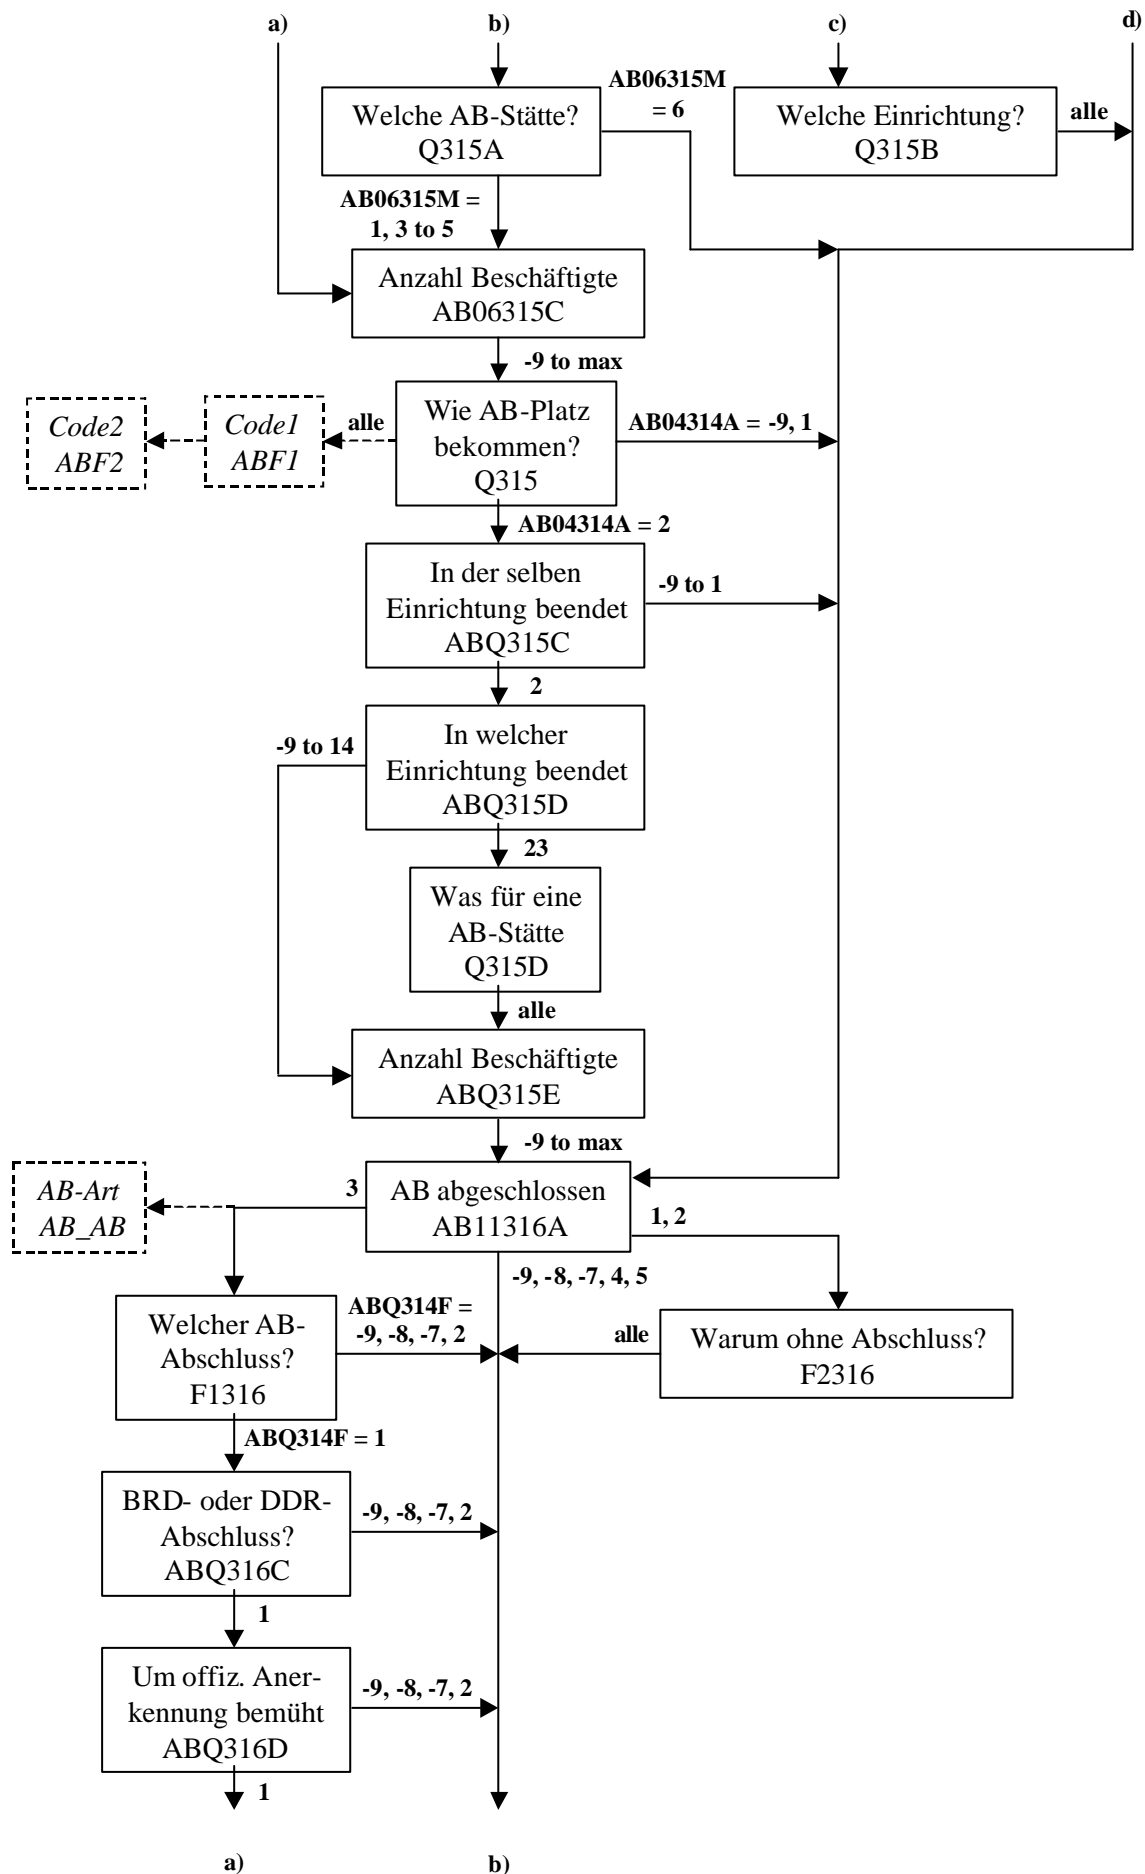 a)
b)
c)
d)
AB06315M
= 6
Welche AB-Stätte?
Q315A
Welche Einrichtung?
Q315B
alle
AB06315M =
1, 3 to 5
Anzahl Beschäftigte
AB06315C
-9 to max
Code2
ABF2
Code1
ABF1
alle
Wie AB-Platz
bekommen?
Q315
AB04314A = -9, 1
AB04314A = 2
In der selben
Einrichtung beendet
ABQ315C
-9 to 1
2
-9 to 14
In welcher
Einrichtung beendet
ABQ315D
23
Was für eine
AB-Stätte
Q315D
alle
Anzahl Beschäftigte
ABQ315E
-9 to max
AB-Art
AB_AB
3
AB abgeschlossen
AB11316A
1, 2
-9, -8, -7, 4, 5
Welcher AB-
Abschluss?
F1316
ABQ314F =
-9, -8, -7, 2
alle
Warum ohne Abschluss?
F2316
ABQ314F = 1
BRD- oder DDR-
Abschluss?
ABQ316C
-9, -8, -7, 2
1
Um offiz. Aner-
kennung bemüht
ABQ316D
-9, -8, -7, 2
1
a)
b)